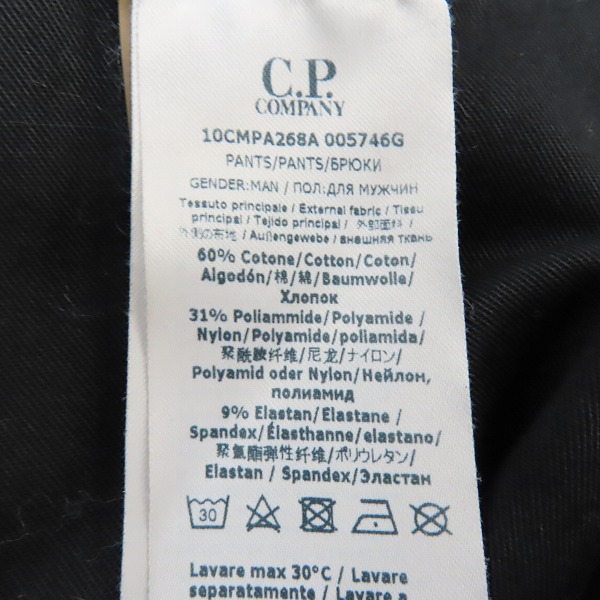 C.P.
COMPANY
10CMPA268A 005746G
PANTS/PANTS/БРЮКИ
GENDER:MAN / ПОЛ:ДЛЯ МУЖЧИН
Tessuto principale / External fabric / Tissu
principal / Tejido principal / 外部面料 /
外側の布地 / Außengewebe / внашняя ткань
60% Cotone/Cotton/Coton/
Algodón/棉/綿/Baumwolle/
Хлопок
31% Poliammide/Polyamide /
Nylon/Polyamide/poliamida/
聚酰胺纤维/尼龙/ナイロン/
Polyamid oder Nylon/Нейлон,
полиамид
9% Elastan/Elastane /
Spandex/Élasthanne/elastano/
聚氨酯弹性纤维/ポリウレタン/
Elastan / Spandex/Эластан
30
Lavare max 30°C / Lavare
separatamente / Lavare a